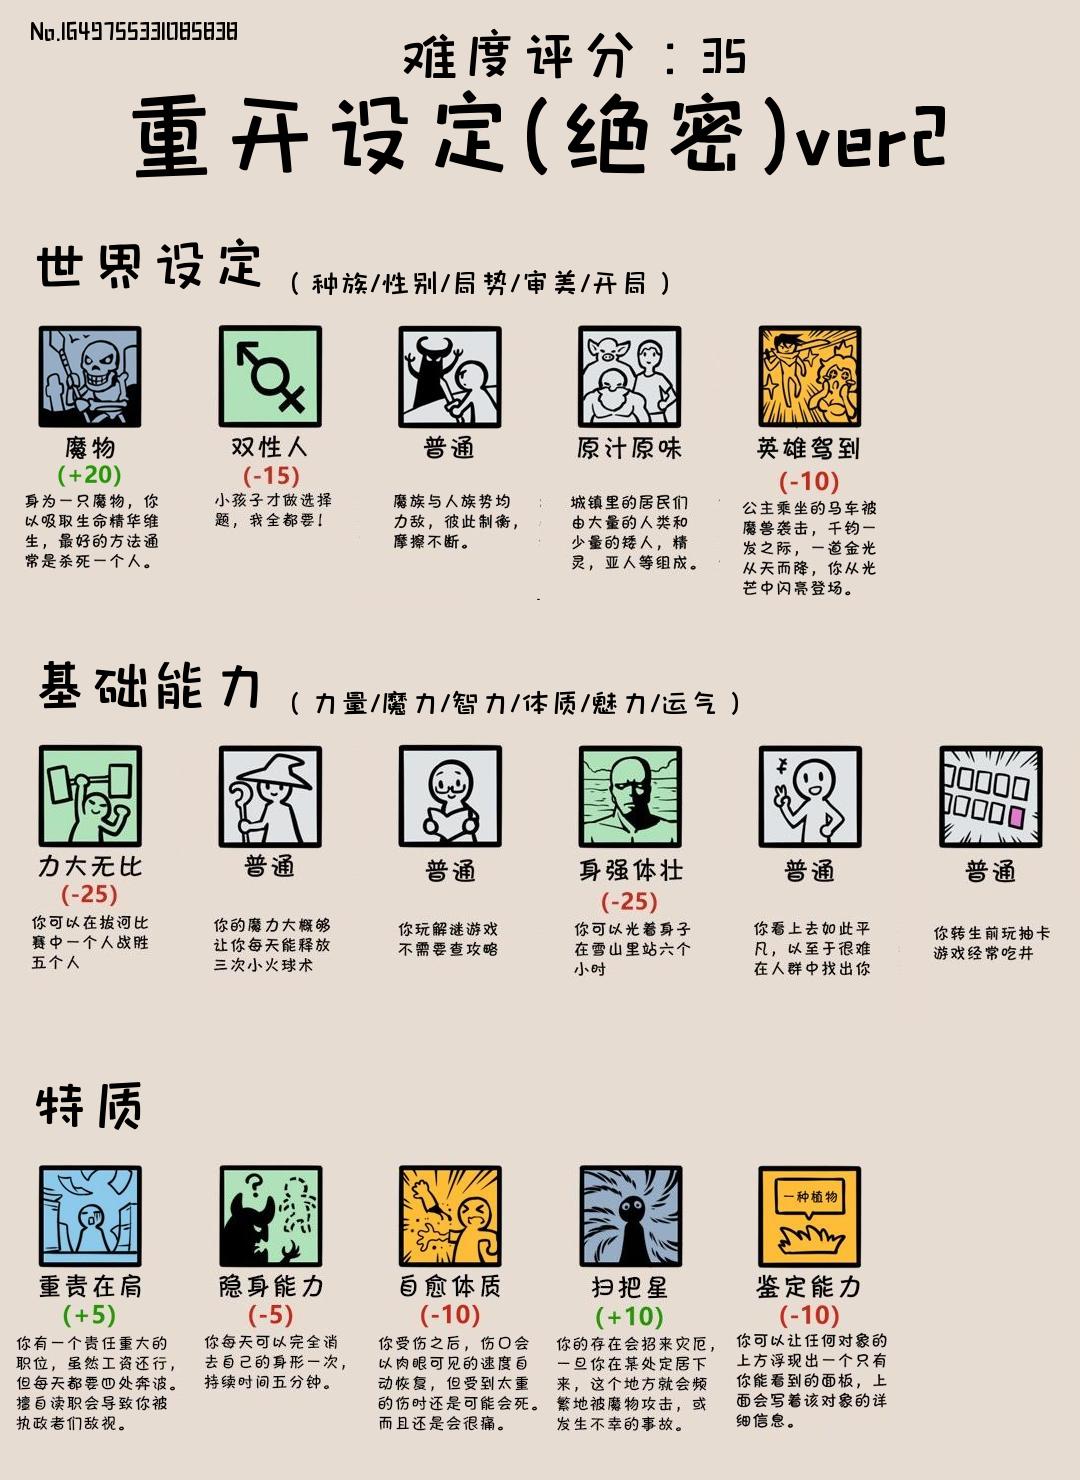 No.1649755331085838
难度评分：35
重开设定(绝密)ver2
世界设定（种族/性别/局势/审美/开局）
魔物
(+20)
身为一只魔物，你
以吸取生命精华维
生，最好的方法通
常是杀死一个人。
双性人
(-15)
小孩子才做选择
题，我全都要！
普通
魔族与人族势均
力敌，彼此制衡，
摩擦不断。
原汁原味
城镇里的居民们
由大量的人类和
少量的矮人，精
灵，亚人等组成。
英雄驾到
(-10)
公主乘坐的马车被
魔兽袭击，千钧一
发之际，一道金光
从天而降，你从光
芒中闪亮登场。
基础能力（力量/魔力/智力/体质/魅力/运气）
力大无比
(-25)
你可以在拔河比
赛中一个人战胜
五个人
普通
你的魔力大概够
让你每天能释放
三次小火球术
普通
你玩解谜游戏
不需要查攻略
身强体壮
(-25)
你可以光着身子
在雪山里站六个
小时
普通
你看上去如此平
凡，以至于很难
在人群中找出你
普通
你转生前玩抽卡
游戏经常吃井
特质
重责在肩
(+5)
你有一个责任重大的
职位，虽然工资还行，
但每天都要四处奔波。
擅自渎职会导致你被
执政者们敌视。
隐身能力
(-5)
你每天可以完全消
去自己的身形一次，
持续时间五分钟。
自愈体质
(-10)
你受伤之后，伤口会
以肉眼可见的速度自
动恢复，但受到太重
的伤时还是可能会死。
而且还是会很痛。
扫把星
(+10)
你的存在会招来灾厄，
一旦你在某处定居下
来，这个地方就会频
繁地被魔物攻击，或
发生不幸的事故。
一种植物
鉴定能力
(-10)
你可以让任何对象的
上方浮现出一个只有
你能看到的面板，上
面会写着该对象的详
细信息。